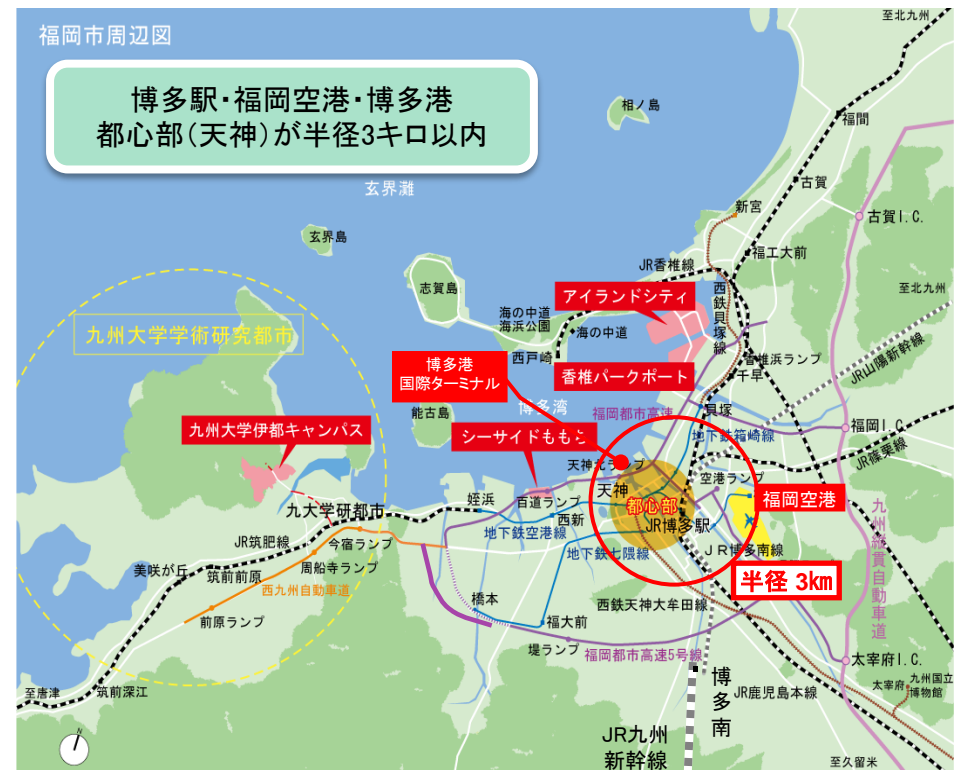 福岡市周辺図
至北九州
博多駅・福岡空港・博多港
都心部(天神)が半径3キロ以内
相ノ島
福間
玄界灘
古賀
新宮
古賀I.C.
玄界島
福工大前
JR香椎線
志賀島
アイランドシティ
西鉄貝塚線
至北九州
海の中道
海浜公園
海の中道
九州大学学術研究都市
西戸崎
香椎浜ランプ
JR山陽新幹線
博多港
国際ターミナル
香椎パークポート
千早
能古島
博多湾
福岡都市高速
貝塚
九州大学伊都キャンパス
シーサイドももち
地下鉄箱崎線
福岡I.C.
JR篠栗線
天神北ランプ
空港ランプ
天神
福岡空港
姪浜
百道ランプ
都心部
九大学研都市
西新
JR博多駅
地下鉄空港線
九州縦貫自動車道
JR筑肥線
今宿ランプ
地下鉄七隈線
JR博多南線
美咲が丘
筑前前原
周船寺ランプ
半径 3km
西九州自動車道
橋本
西鉄天神大牟田線
前原ランプ
福大前
堤ランプ
福岡都市高速5号線
太宰府I.C.
至唐津
筑前深江
博多南
JR鹿児島本線
太宰府
九州国立
博物館
N
JR九州
新幹線
至久留米